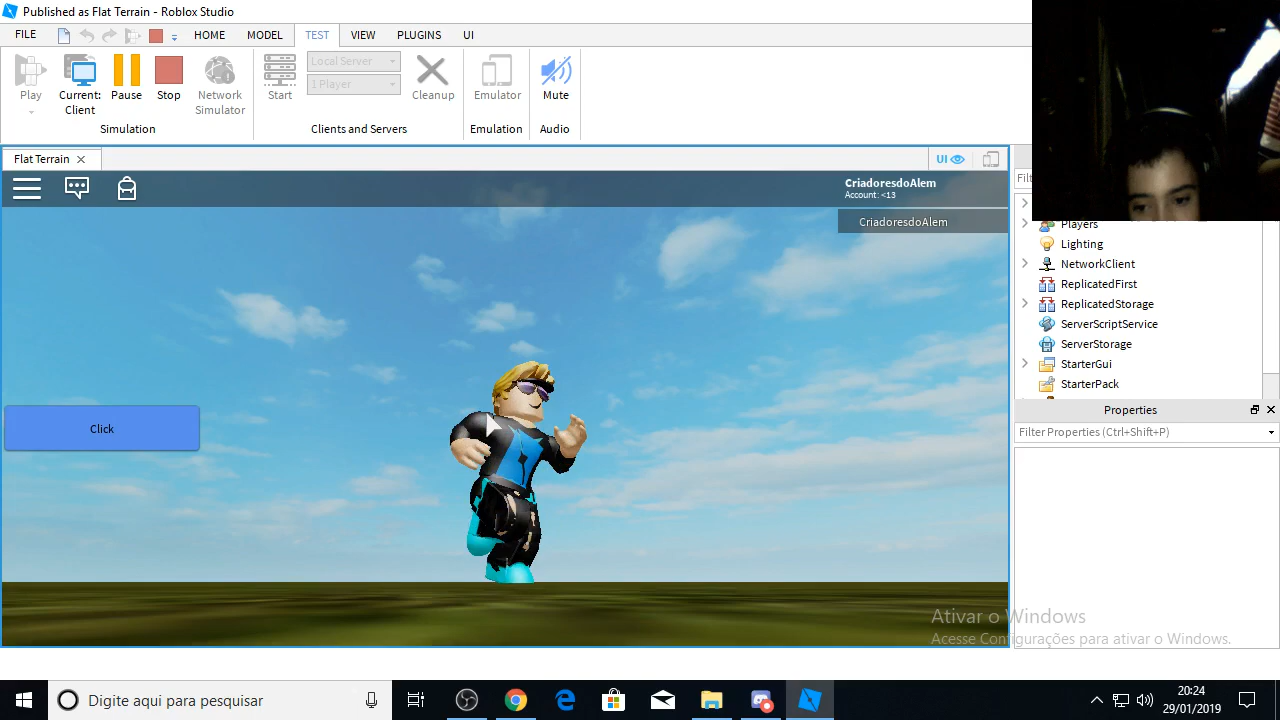 Published as Flat Terrain - Roblox Studio
FILE HOME MODEL TEST VIEW PLUGINS UI
Play
Current: Client
Pause
Stop
Network Simulator
Simulation
Start
Local Server
1 Player
Cleanup
Clients and Servers
Emulator
Emulation
Mute
Audio
Flat Terrain
UI
CriadoresdoAlem
Account: <13
CriadoresdoAlem
Click
Players
Lighting
NetworkClient
ReplicatedFirst
ReplicatedStorage
ServerScriptService
ServerStorage
StarterGui
StarterPack
Properties
Filter Properties (Ctrl+Shift+P)
Ativar o Windows
Acesse Configurações para ativar o Windows.
Digite aqui para pesquisar
20:24
29/01/2019